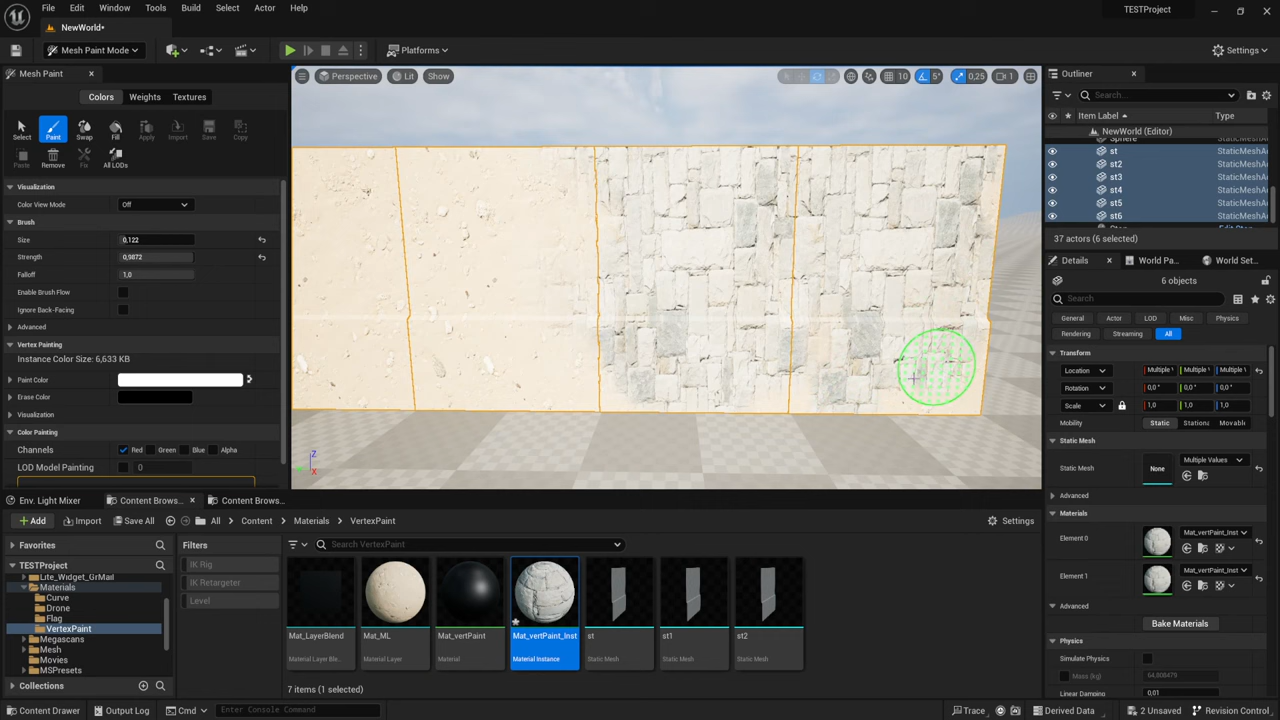 File Edit Window Tools Build Select Actor Help
TESTProject
NewWorld*
Mesh Paint Mode
Platforms
Settings
Mesh Paint
Colors Weights Textures
Select Paint Swap Fill Apply Import Save Copy
Paste Remove Fix All LODs
Visualization
Color View Mode Off
Brush
Size 0,122
Strength 0,9872
Falloff 1,0
Enable Brush Flow
Ignore Back-Facing
Advanced
Vertex Painting
Instance Color Size: 6,633 KB
Paint Color
Erase Color
Visualization
Color Painting
Channels Red Green Blue Alpha
LOD Model Painting 0
Perspective Lit Show
10 5° 0,25 1
Z
X
Outliner
Search...
Item Label Type
NewWorld (Editor)
Sphere StaticMeshA
st StaticMeshA
st2 StaticMeshA
st3 StaticMeshA
st4 StaticMeshA
st5 StaticMeshA
st6 StaticMeshA
37 actors (6 selected)
Details World Pa... World Set...
6 objects
Search
General Actor LOD Misc Physics
Rendering Streaming All
Transform
Location Multiple Multiple Multiple
Rotation 0,0° 0,0° 0,0°
Scale 1,0 1,0 1,0
Mobility Static Stationa Movable
Static Mesh
Static Mesh None Multiple Values
Advanced
Materials
Element 0 Mat_vertPaint_Inst
Element 1 Mat_vertPaint_Inst
Advanced
Bake Materials
Physics
Simulate Physics
Mass (kg) 64,808479
Linear Damping 0,01
Env. Light Mixer Content Brows... Content Brows...
Add Import Save All All Content Materials VertexPaint Settings
Favorites
TESTProject
Lite_Widget_GrMail
Materials
Curve
Drone
Flag
VertexPaint
Megascans
Mesh
Movies
MSPresets
Collections
Filters
IK Rig
IK Retargeter
Level
Search VertexPaint
Mat_LayerBlend Mat_ML Mat_vertPaint Mat_vertPaint_Inst st st1 st2
Material Layer Ble... Material Layer Material Material Instance Static Mesh Static Mesh Static Mesh
7 items (1 selected)
Content Drawer Output Log Cmd Enter Console Command
Trace Derived Data 2 Unsaved Revision Control